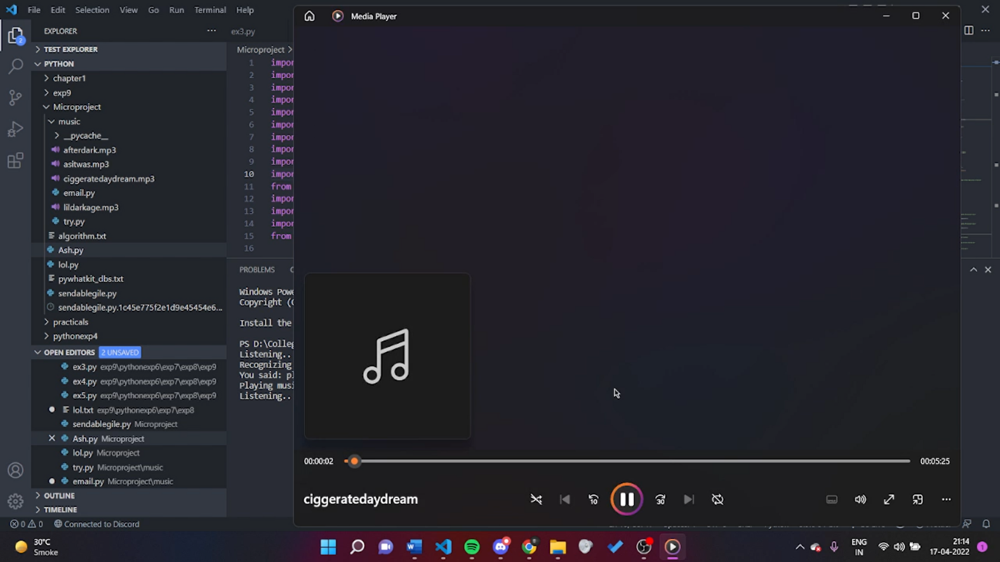 File Edit Selection View Go Run Terminal Help
Media Player
EXPLORER
ex3.py
TEST EXPLORER
Microproject
PYTHON
chapter1
exp9
Microproject
music
__pycache__
afterdark.mp3
asitwas.mp3
ciggeratedaydream.mp3
email.py
lildarkage.mp3
try.py
algorithm.txt
Ash.py
lol.py
pywhatkit_dbs.txt
sendablegile.py
sendablegile.py.1c45e775f2e1d9e45454e6...
practicals
pythonexp4
OPEN EDITORS 2 UNSAVED
ex3.py exp9\pythonexp6\exp7\exp8\exp9
ex4.py exp9\pythonexp6\exp7\exp8\exp9
ex5.py exp9\pythonexp6\exp7\exp8\exp9
lol.txt exp9\pythonexp6\exp7\exp8
sendablegile.py Microproject
Ash.py Microproject
lol.py Microproject
try.py Microproject\music
email.py Microproject\music
OUTLINE
TIMELINE
2
1 impor
2 impor
3 impor
4 impor
5 impor
6 impor
7 impor
8 impor
9 impor
10 impor
11 from
12 impor
13 impor
14 impor
15 from
16
PROBLEMS
Windows Powe
Copyright (C
Install the
PS D:\Colleg
Listening..
Recognizing
You said: pl
Playing musi
Listening..
00:00:02
00:05:25
ciggeratedaydream
10
30
0 0 Connected to Discord
30°C
Smoke
ENG
IN
21:14
17-04-2022
1